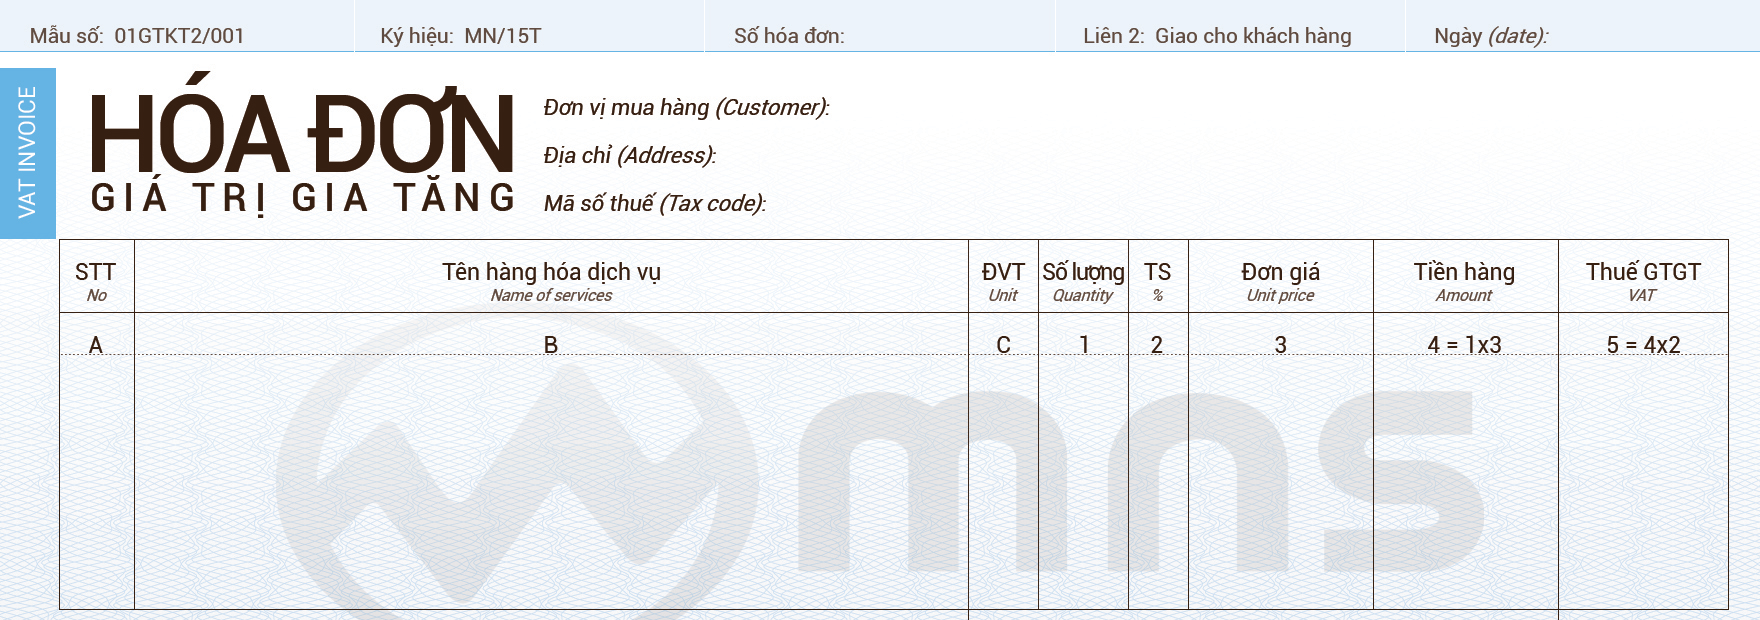 Mẫu số: 01GTKT2/001 Ký hiệu: MN/15T Số hóa đơn: Liên 2: Giao cho khách hàng Ngày (date):
VAT INVOICE
HÓA ĐƠN
GIÁ TRỊ GIA TĂNG
Đơn vị mua hàng (Customer):
Địa chỉ (Address):
Mã số thuế (Tax code):
STT Tên hàng hóa dịch vụ ĐVT Số lượng TS Đơn giá Tiền hàng Thuế GTGT
No Name of services Unit Quantity % Unit price Amount VAT
A B C 1 2 3 4 = 1x3 5 = 4x2
mns